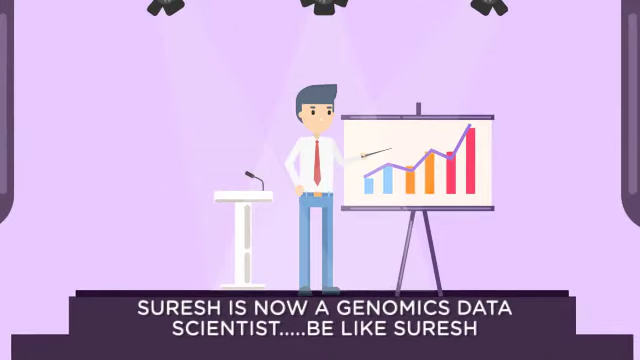 SURESH IS NOW A GENOMICS DATA
SCIENTIST.....BE LIKE SURESH